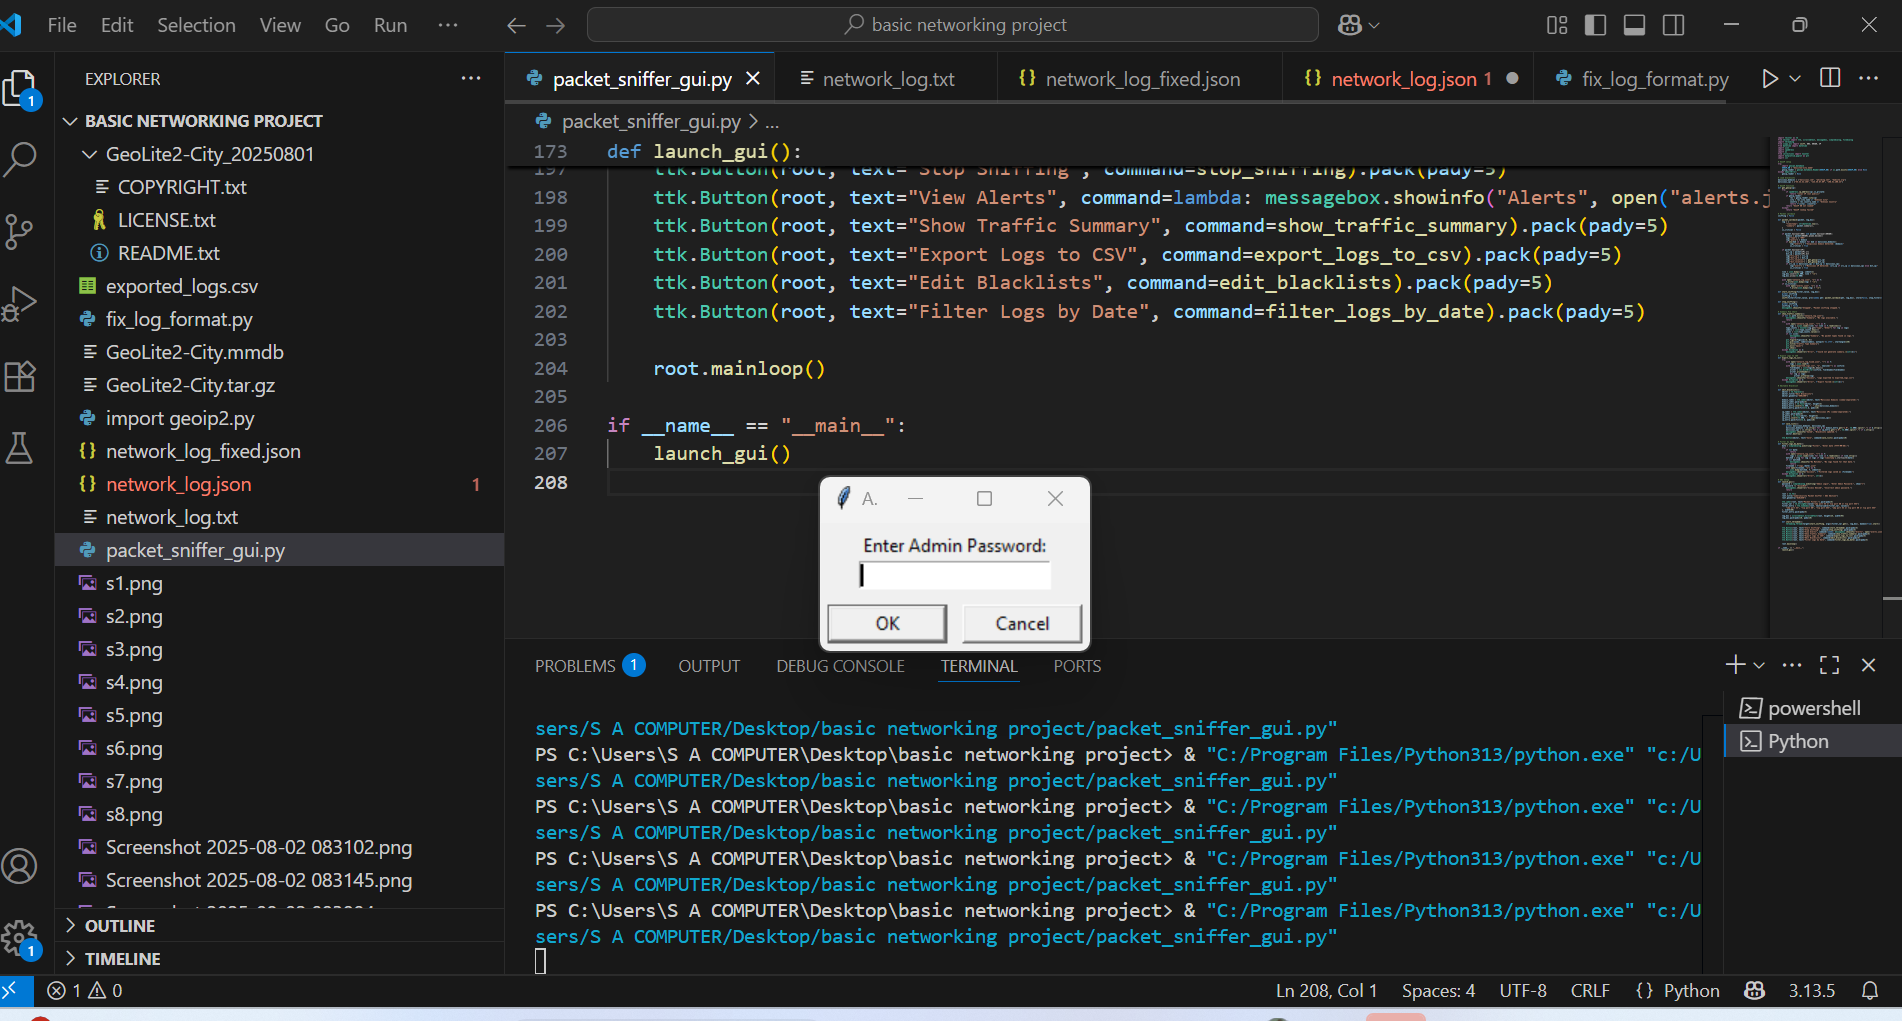 File Edit Selection View Go Run ···
basic networking project
EXPLORER
BASIC NETWORKING PROJECT
GeoLite2-City_20250801
COPYRIGHT.txt
LICENSE.txt
README.txt
exported_logs.csv
fix_log_format.py
GeoLite2-City.mmdb
GeoLite2-City.tar.gz
import geoip2.py
network_log_fixed.json
network_log.json 1
network_log.txt
packet_sniffer_gui.py
s1.png
s2.png
s3.png
s4.png
s5.png
s6.png
s7.png
s8.png
Screenshot 2025-08-02 083102.png
Screenshot 2025-08-02 083145.png
OUTLINE
TIMELINE
1
1
packet_sniffer_gui.py network_log.txt network_log_fixed.json network_log.json 1 fix_log_format.py
packet_sniffer_gui.py > ...
173 def launch_gui():
197 ttk.Button(root, text="Stop Sniffing", command=stop_sniffing).pack(pady=5)
198 ttk.Button(root, text="View Alerts", command=lambda: messagebox.showinfo("Alerts", open("alerts.j
199 ttk.Button(root, text="Show Traffic Summary", command=show_traffic_summary).pack(pady=5)
200 ttk.Button(root, text="Export Logs to CSV", command=export_logs_to_csv).pack(pady=5)
201 ttk.Button(root, text="Edit Blacklists", command=edit_blacklists).pack(pady=5)
202 ttk.Button(root, text="Filter Logs by Date", command=filter_logs_by_date).pack(pady=5)
203
204 root.mainloop()
205
206 if __name__ == "__main__":
207 launch_gui()
208
A.
Enter Admin Password:
OK Cancel
PROBLEMS 1 OUTPUT DEBUG CONSOLE TERMINAL PORTS
sers/S A COMPUTER/Desktop/basic networking project/packet_sniffer_gui.py"
PS C:\Users\S A COMPUTER\Desktop\basic networking project> & "C:/Program Files/Python313/python.exe" "c:/U
sers/S A COMPUTER/Desktop/basic networking project/packet_sniffer_gui.py"
PS C:\Users\S A COMPUTER\Desktop\basic networking project> & "C:/Program Files/Python313/python.exe" "c:/U
sers/S A COMPUTER/Desktop/basic networking project/packet_sniffer_gui.py"
PS C:\Users\S A COMPUTER\Desktop\basic networking project> & "C:/Program Files/Python313/python.exe" "c:/U
sers/S A COMPUTER/Desktop/basic networking project/packet_sniffer_gui.py"
PS C:\Users\S A COMPUTER\Desktop\basic networking project> & "C:/Program Files/Python313/python.exe" "c:/U
sers/S A COMPUTER/Desktop/basic networking project/packet_sniffer_gui.py"
powershell
Python
1 0 Ln 208, Col 1 Spaces: 4 UTF-8 CRLF {} Python 3.13.5